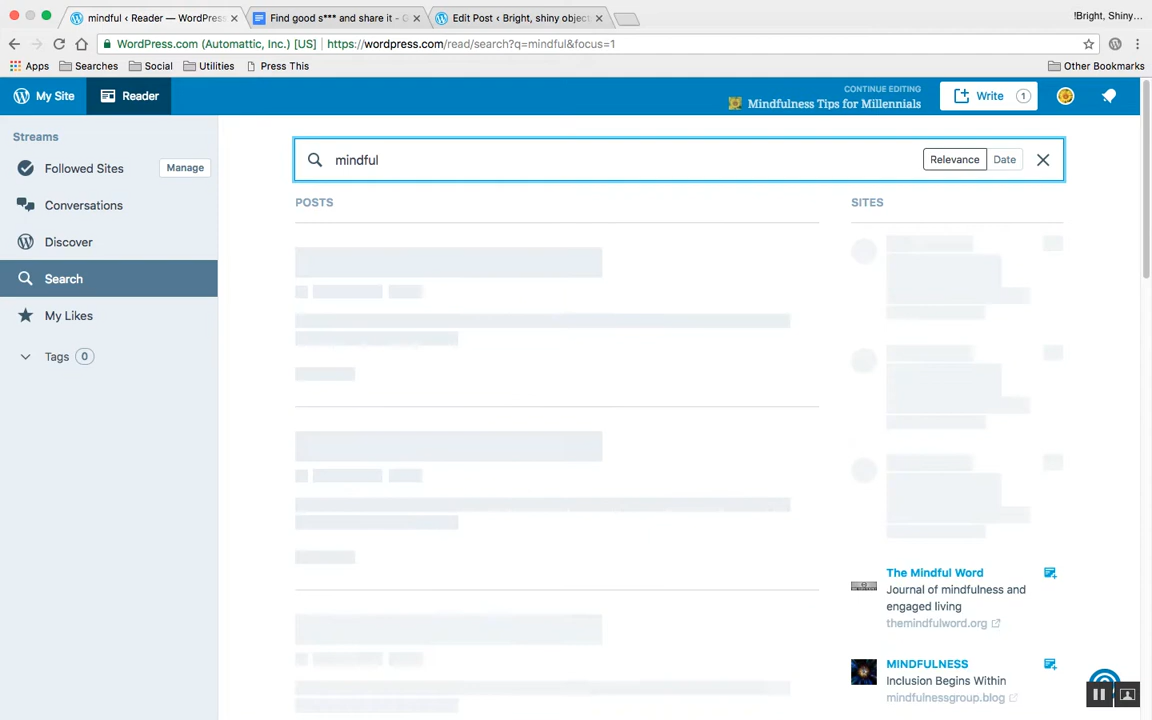 mindful ‹ Reader — WordPress
Find good s*** and share it - G
Edit Post ‹ Bright, shiny object
!Bright, Shiny…
WordPress.com (Automattic, Inc.) [US]
https://wordpress.com/read/search?q=mindful&focus=1
Apps
Searches
Social
Utilities
Press This
Other Bookmarks
My Site
Reader
CONTINUE EDITING
Mindfulness Tips for Millennials
Write
1
Streams
Followed Sites
Manage
Conversations
Discover
Search
My Likes
Tags
0
mindful
Relevance
Date
POSTS
SITES
The Mindful Word
Journal of mindfulness and
engaged living
themindfulword.org
MINDFULNESS
Inclusion Begins Within
mindfulnessgroup.blog